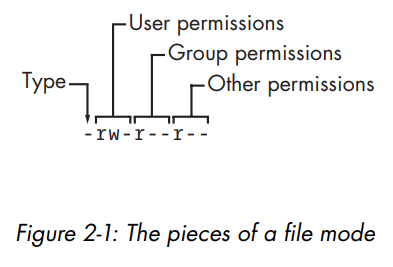 User permissions
Group permissions
Type
Other permissions
-rw-r--r--
Figure 2-1: The pieces of a file mode